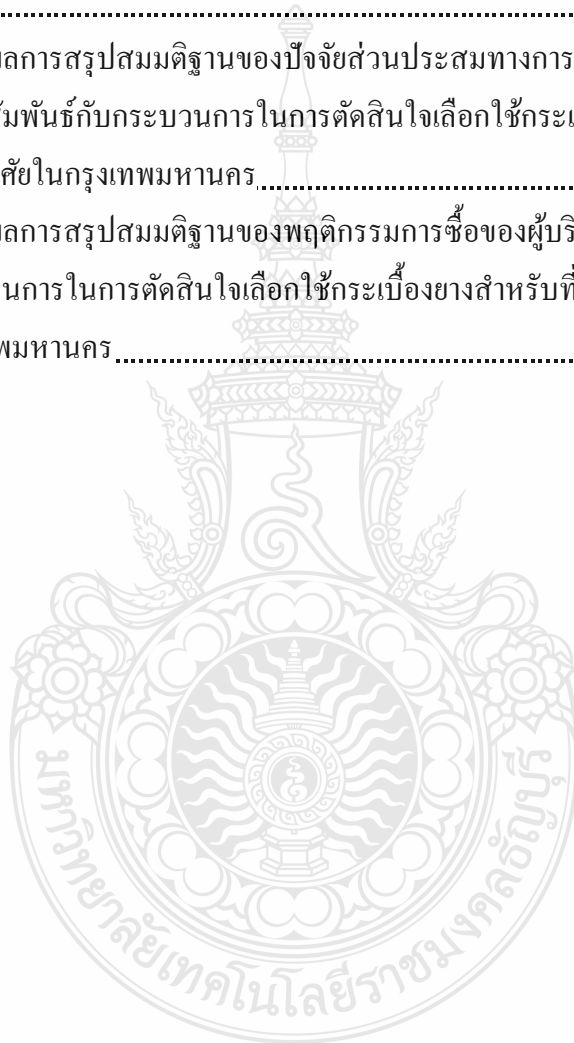 ผลการสรุปสมมติฐานของปัจจัยส่วนประสมทางการ
สัมพันธ์กับกระบวนการในการตัดสินใจเลือกใช้กระเ
ศัยในกรุงเทพมหานคร
ผลการสรุปสมมติฐานของพฤติกรรมการซื้อของผู้บริ
นการในการตัดสินใจเลือกใช้กระเบื้องยางสำหรับที่
พมหานคร
มหาวิทยาลัยเทคโนโลยีราชมงคลธัญบุรี